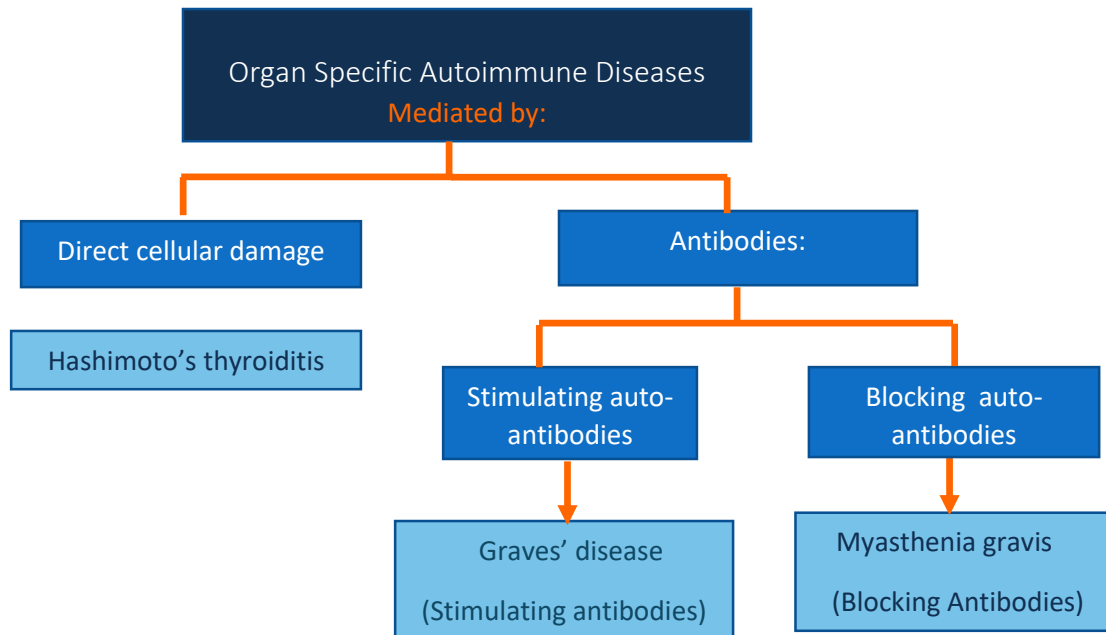 Organ Specific Autoimmune Diseases
Mediated by:
Direct cellular damage
Antibodies:
Hashimoto’s thyroiditis
Stimulating auto-
antibodies
Blocking auto-
antibodies
Graves’ disease
(Stimulating antibodies)
Myasthenia gravis
(Blocking Antibodies)